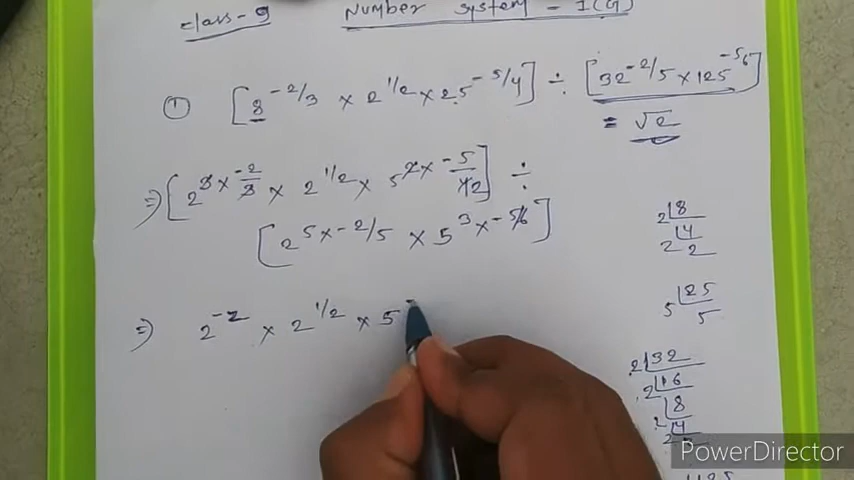 class-9 Number system - I(G)
① [8^-2/3 × 2^1/2 × 25^-5/4] ÷ [32^-2/5 × 125^-5/6]
= √2
⇒ [2^3×-2/3 × 2^1/2 × 5^2×-5/42] ÷
[2^5×-2/5 × 5^3×-5/6]
⇒ 2^-2 × 2^1/2 × 5^-
2 8
2 4
2
5 25
5
2 32
2 16
2 8
2 4
2
PowerDirector